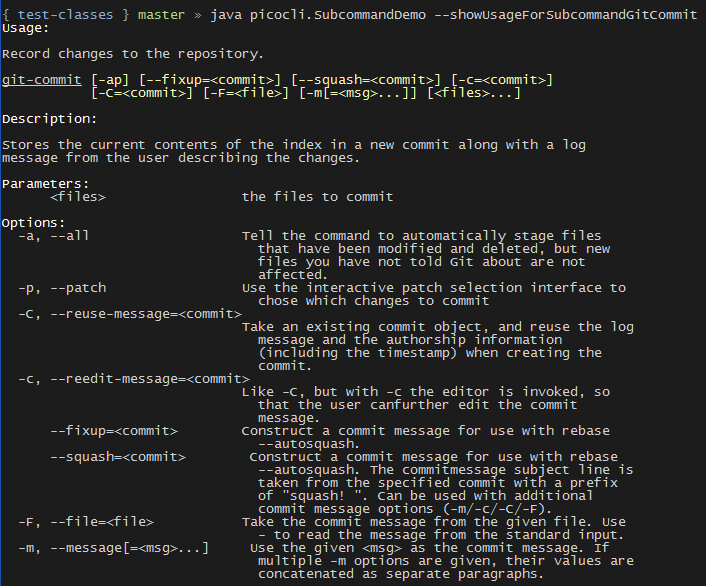 { test-classes } master » java picocli.SubcommandDemo --showUsageForSubcommandGitCommit
Usage:
Record changes to the repository.
git-commit [-ap] [--fixup=<commit>] [--squash=<commit>] [-c=<commit>]
[-C=<commit>] [-F=<file>] [-m[=<msg>...]] [<files>...]
Description:
Stores the current contents of the index in a new commit along with a log
message from the user describing the changes.
Parameters:
<files> the files to commit
Options:
-a, --all Tell the command to automatically stage files
that have been modified and deleted, but new
files you have not told Git about are not
affected.
-p, --patch Use the interactive patch selection interface to
chose which changes to commit
-C, --reuse-message=<commit>
Take an existing commit object, and reuse the log
message and the authorship information
(including the timestamp) when creating the
commit.
-c, --reedit-message=<commit>
Like -C, but with -c the editor is invoked, so
that the user canfurther edit the commit
message.
--fixup=<commit> Construct a commit message for use with rebase
--autosquash.
--squash=<commit> Construct a commit message for use with rebase
--autosquash. The commitmessage subject line is
taken from the specified commit with a prefix
of "squash! ". Can be used with additional
commit message options (-m/-c/-C/-F).
-F, --file=<file> Take the commit message from the given file. Use
- to read the message from the standard input.
-m, --message[=<msg>...] Use the given <msg> as the commit message. If
multiple -m options are given, their values are
concatenated as separate paragraphs.